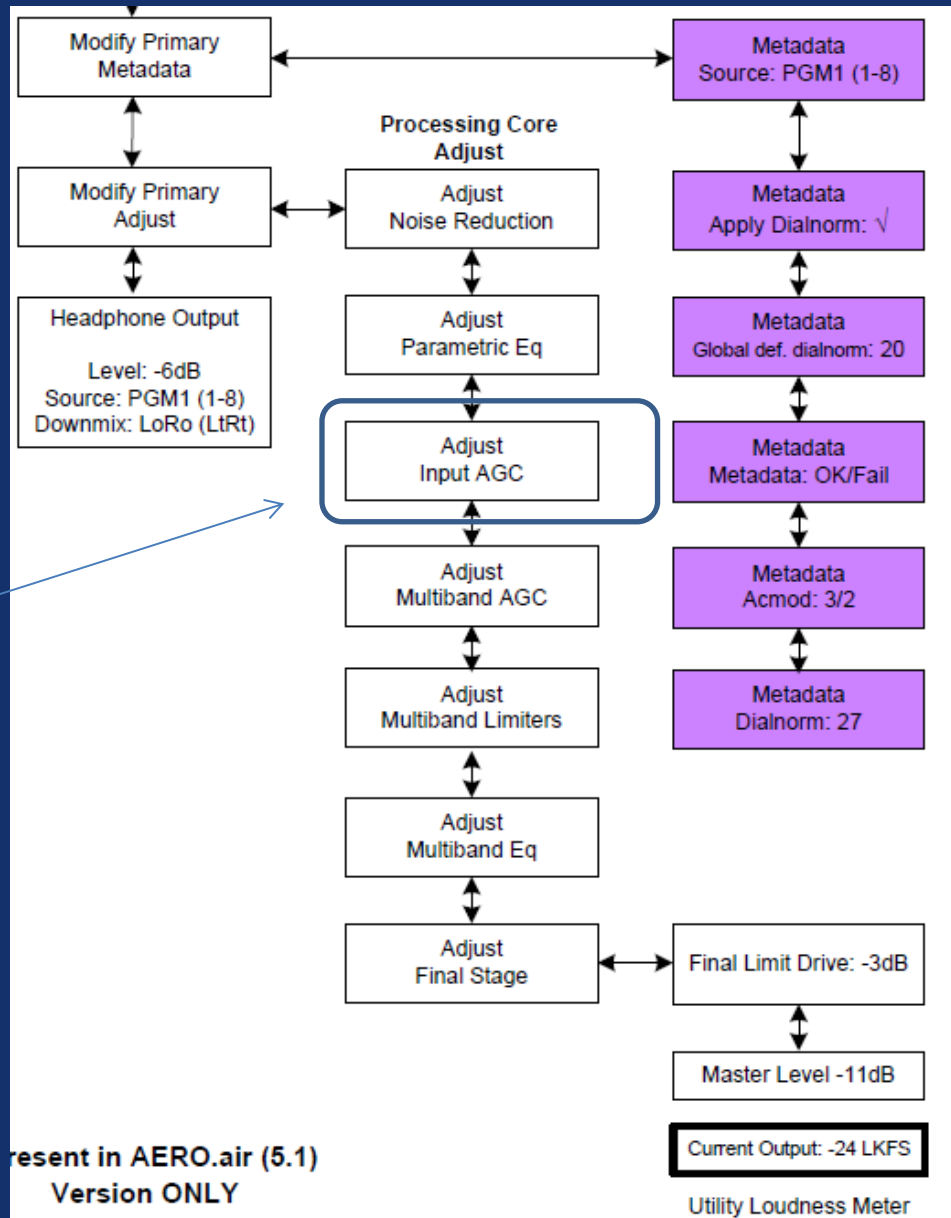 Modify Primary
Metadata
Metadata
Source: PGM1 (1-8)
Processing Core
Adjust
Modify Primary
Adjust
Adjust
Noise Reduction
Metadata
Apply Dialnorm: √
Headphone Output
Level: -6dB
Source: PGM1 (1-8)
Downmix: LoRo (LtRt)
Adjust
Parametric Eq
Metadata
Global def. dialnorm: 20
Adjust
Input AGC
Metadata
Metadata: OK/Fail
Adjust
Multiband AGC
Metadata
Acmod: 3/2
Adjust
Multiband Limiters
Metadata
Dialnorm: 27
Adjust
Multiband Eq
Adjust
Final Stage
Final Limit Drive: -3dB
Master Level -11dB
resent in AERO.air (5.1)
Version ONLY
Current Output: -24 LKFS
Utility Loudness Meter